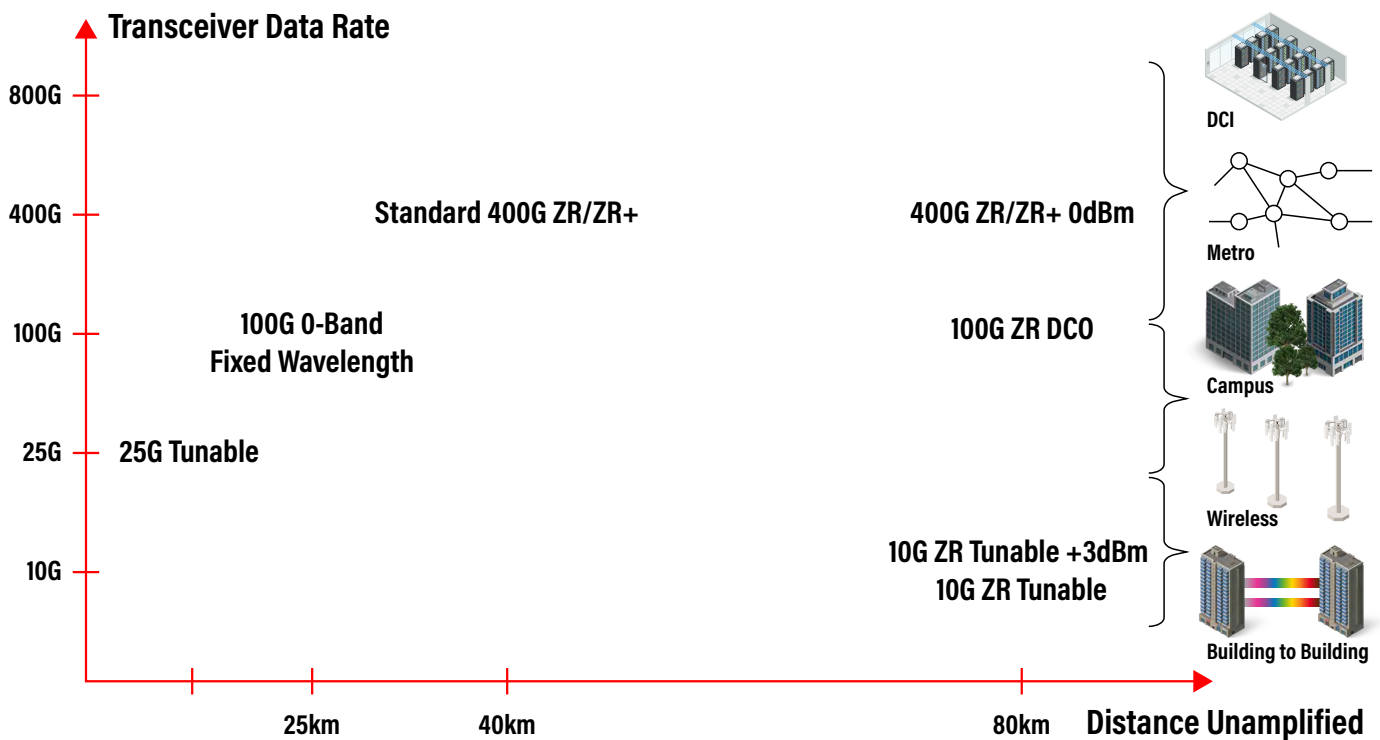 Transceiver Data Rate
800G
DCI
400G
Standard 400G ZR/ZR+
400G ZR/ZR+ 0dBm
Metro
100G
100G 0-Band
Fixed Wavelength
100G ZR DCO
Campus
25G
25G Tunable
Wireless
10G
10G ZR Tunable +3dBm
10G ZR Tunable
Building to Building
25km
40km
80km
Distance Unamplified